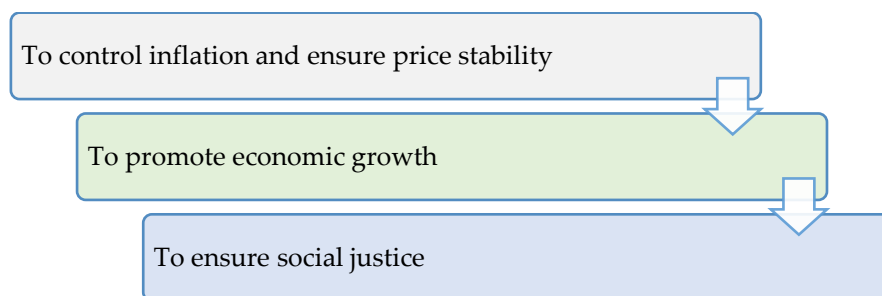 To control inflation and ensure price stability
To promote economic growth
To ensure social justice